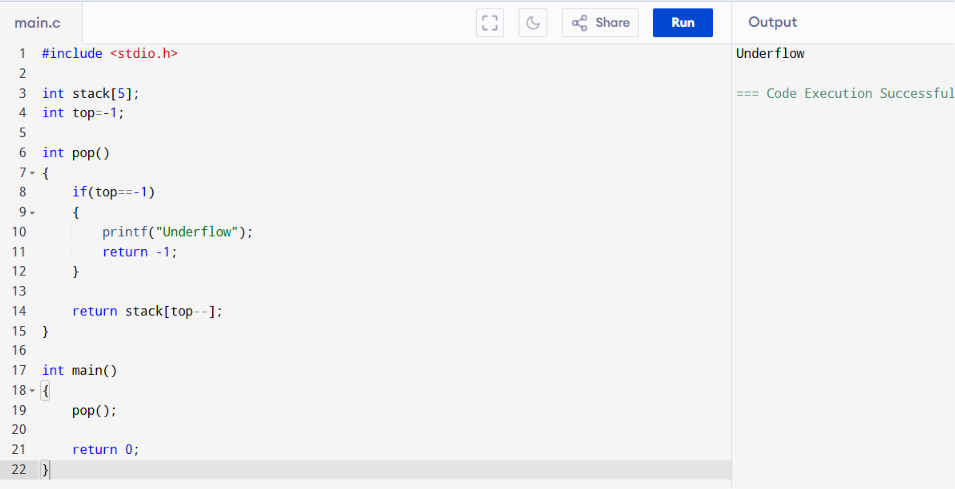 main.c Share Run Output
1 #include <stdio.h>
2
3 int stack[5];
4 int top=-1;
5
6 int pop()
7 {
8     if(top==-1)
9     {
10         printf("Underflow");
11         return -1;
12     }
13
14     return stack[top--];
15 }
16
17 int main()
18 {
19     pop();
20
21     return 0;
22 }
Underflow
=== Code Execution Successful